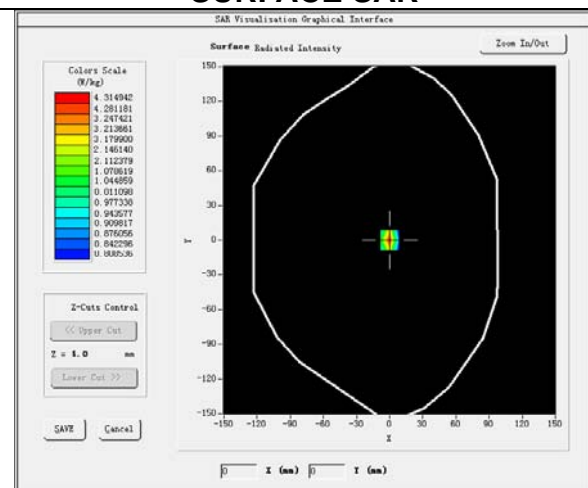 SURFACE SAR
SAR Visualisation Graphical Interface
Surface Radiated Intensity
Zoom In/Out
Colors Scale
(W/kg)
4.314942
4.281181
3.247421
3.213661
3.179900
2.146140
2.112379
1.078619
1.044859
0.011098
0.977338
0.943577
0.909817
0.876056
0.842296
0.808536
Z-Cuts Control
<< Upper Cut
Z = 1.0 mm
Lower Cut >>
SAVE
Cancel
150
120
90
60
30
0
-30
-60
-90
-120
-150
Y
-150 -120 -90 -60 -30 0 30 60 90 120 150
X
0 X (mm) 0 Y (mm)